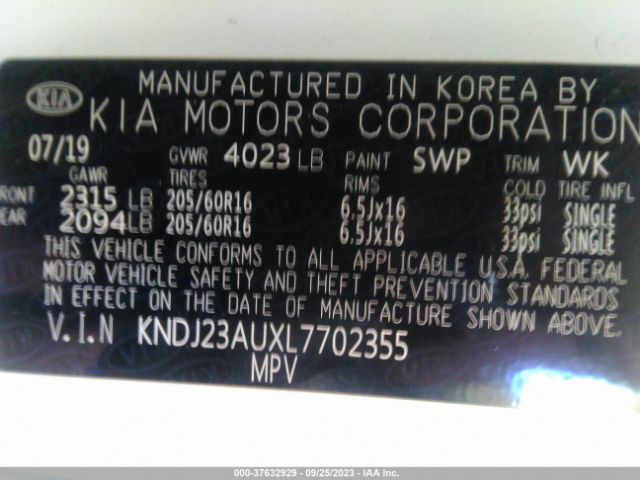 KIA MANUFACTURED IN KOREA BY
KIA MOTORS CORPORATION
07/19 GVWR 4023 LB PAINT SWP TRIM WK
GAWR TIRES RIMS COLD TIRE INFL
2315 LB 205/60R16 6.5Jx16 33psi SINGLE
2094 LB 205/60R16 6.5Jx16 33psi SINGLE
THIS VEHICLE CONFORMS TO ALL APPLICABLE U.S.A. FEDERAL
MOTOR VEHICLE SAFETY AND THEFT PREVENTION STANDARDS
IN EFFECT ON THE DATE OF MANUFACTURE SHOWN ABOVE.
V.I.N KNDJ23AUXL7702355
MPV
000-37632929 - 09/25/2023 - IAA Inc.